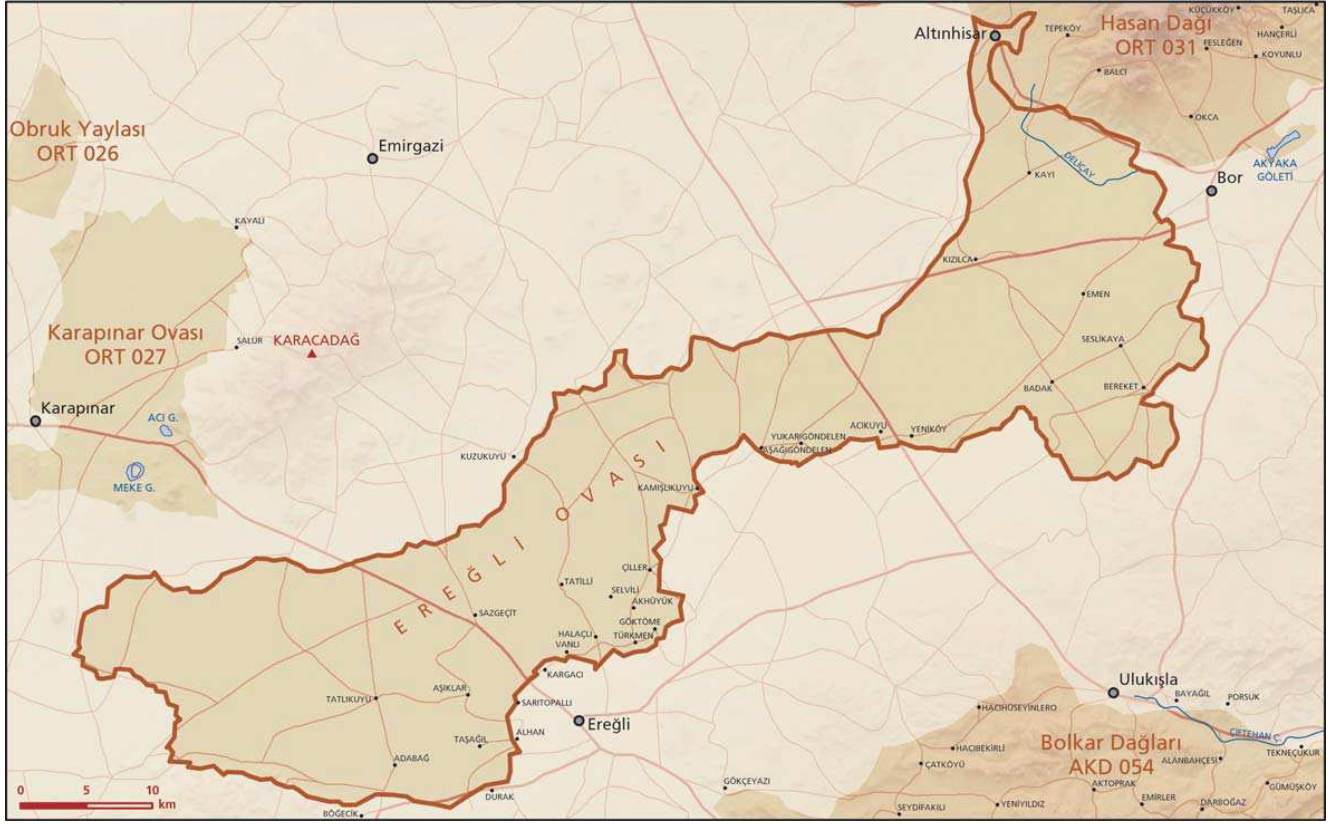 KÜÇÜKKÖY
TAŞLICA
Altınhisar
TEPEKÖY
Hasan Dağı
ORT 031
HANÇERLİ
FESLEĞEN
KOYUNLU
BALCI
OKCA
Obruk Yaylası
ORT 026
Emirgazi
DELİÇAY
AKYAKA
GÖLETİ
KAYI
Bor
KAYALİ
KIZILCA
EMEN
Karapınar Ovası
ORT 027
SALUR
KARACADAĞ
SESLİKAYA
BADAK
BEREKET
Karapınar
ACI G.
MEKE G.
KUZUKUYU
YUKARIGÖNDELEN
AŞAĞIGÖNDELEN
ACIKUYU
YENİKÖY
KAMIŞLIKUYU
EREĞLİ OVASI
ÇİLLER
TATİLLİ
SELVİLİ
AKHÜYÜK
SAZGEÇİT
GÖKTÖME
HALAÇLI
TÜRKMEN
VANLI
KARGACI
TATLIKUYU
AŞIKLAR
SARITOPALLI
Ereğli
TAŞAĞIL
ALHAN
ADABAĞ
DURAK
BÖĞECİK
GÖKÇEYAZI
Ulukışla
BAYAĞIL
PORSUK
HACIHÜSEYİNLERO
ÇİFTEHAN Ç.
Bolkar Dağları
AKD 054
HACIBEKİRLİ
ÇATKÖYÜ
ALANBAHÇESİ
TEKNEÇUKUR
AKTOPRAK
GÜMÜŞKÖY
SEYDİFAKILI
YENİYILDIZ
EMİRLER
DARBOĞAZ
0 5 10
km